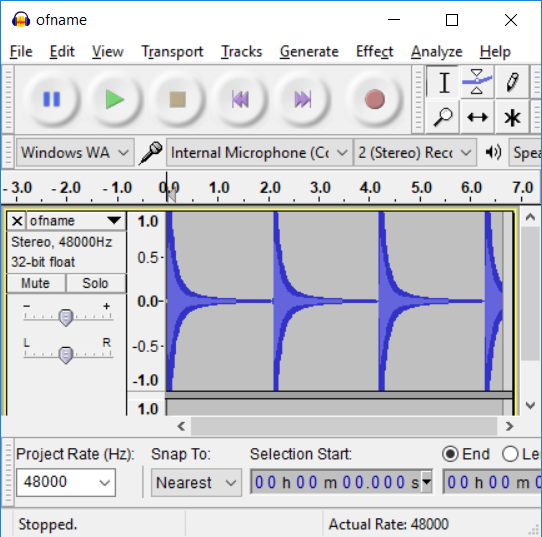 ofname
File Edit View Transport Tracks Generate Effect Analyze Help
Windows WA Internal Microphone (Co 2 (Stereo) Reco Spea
- 3.0 - 2.0 - 1.0 0.0 1.0 2.0 3.0 4.0 5.0 6.0 7.0
ofname
Stereo, 48000Hz
32-bit float
Mute Solo
- +
L R
1.0
0.5-
0.0-
-0.5-
-1.0
1.0
Project Rate (Hz): Snap To: Selection Start: End Le
48000 Nearest 00 h 00 m 00.000 s 00 h 00 m 0
Stopped. Actual Rate: 48000